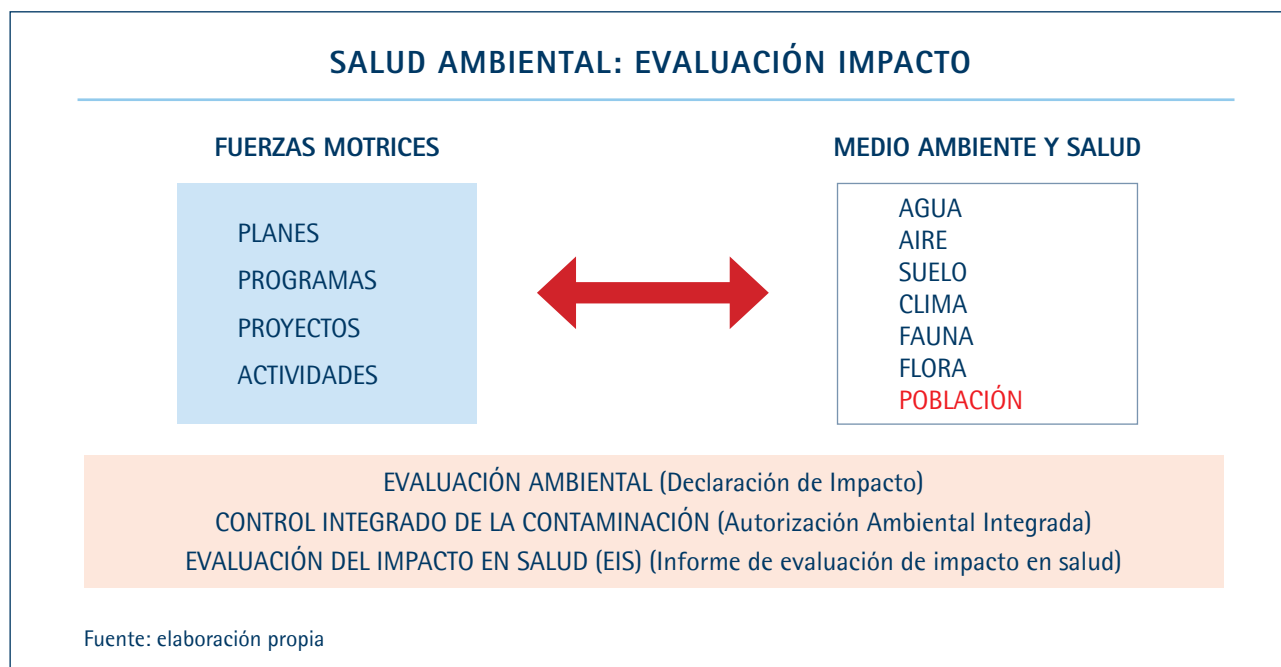 SALUD AMBIENTAL: EVALUACIÓN IMPACTO
FUERZAS MOTRICES
PLANES
PROGRAMAS
PROYECTOS
ACTIVIDADES
MEDIO AMBIENTE Y SALUD
AGUA
AIRE
SUELO
CLIMA
FAUNA
FLORA
POBLACIÓN
EVALUACIÓN AMBIENTAL (Declaración de Impacto)
CONTROL INTEGRADO DE LA CONTAMINACIÓN (Autorización Ambiental Integrada)
EVALUACIÓN DEL IMPACTO EN SALUD (EIS) (Informe de evaluación de impacto en salud)
Fuente: elaboración propia